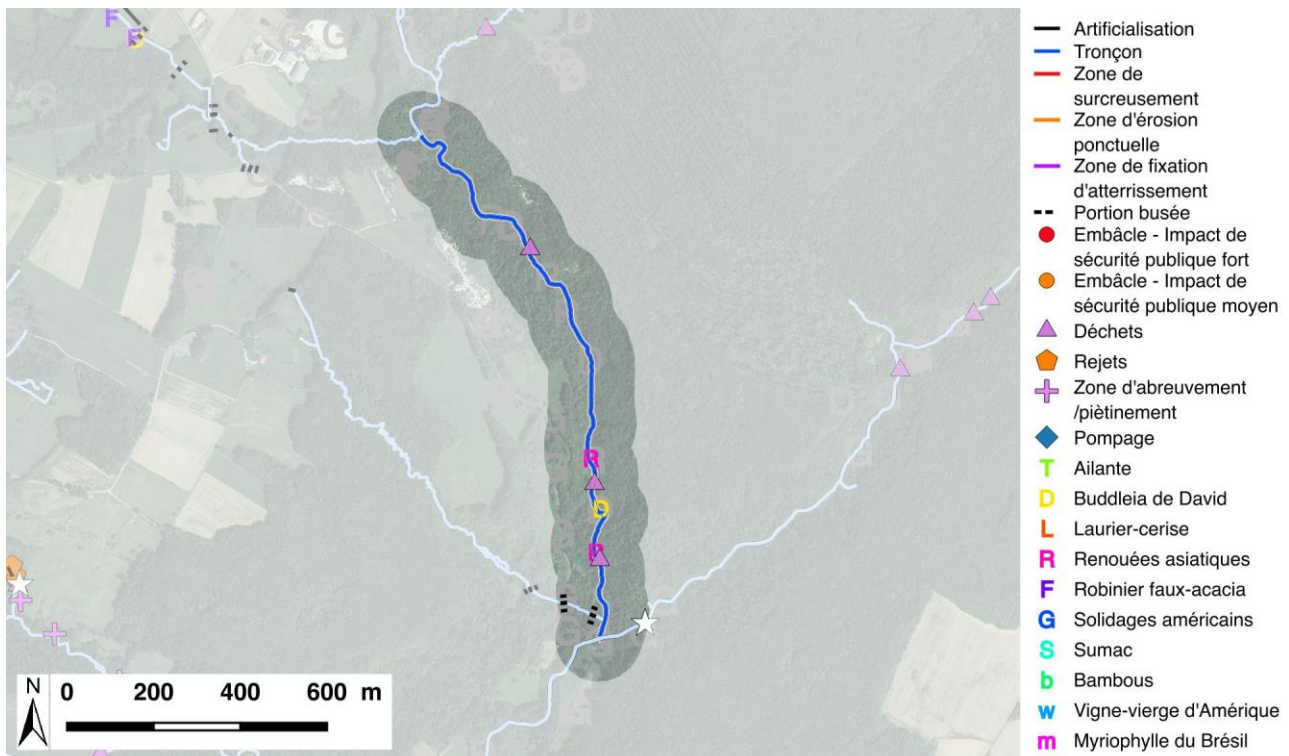 F
F
D
G
G
D
R
D
R
D
G
N
0 200 400 600 m
Artificialisation
Tronçon
Zone de
surcreusement
Zone d'érosion
ponctuelle
Zone de fixation
d'atterrissement
Portion busée
Embâcle - Impact de
sécurité publique fort
Embâcle - Impact de
sécurité publique moyen
Déchets
Rejets
Zone d'abreuvement
/piètinement
Pompage
T Ailante
D Buddleia de David
L Laurier-cerise
R Renouées asiatiques
F Robinier faux-acacia
G Solidages américains
S Sumac
b Bambous
w Vigne-vierge d'Amérique
m Myriophylle du Brésil